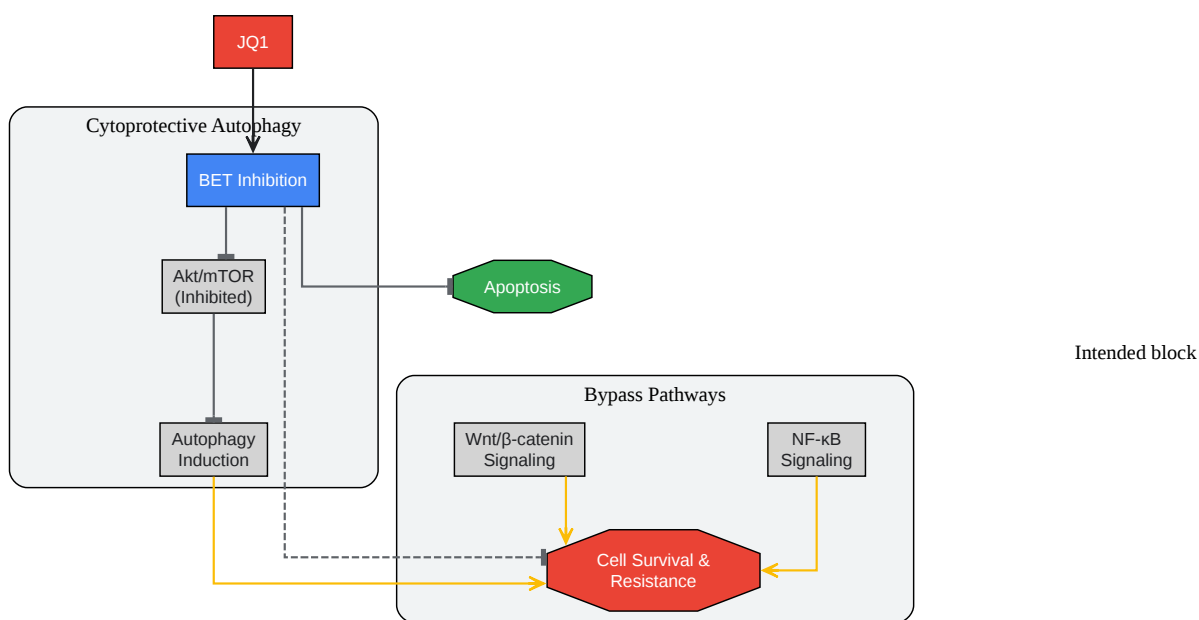 JQ1
Cytoprotective Autophagy
BET Inhibition
Akt/mTOR
(Inhibited)
Apoptosis
Intended block
Bypass Pathways
Autophagy
Induction
Wnt/β-catenin
Signaling
NF-κB
Signaling
Cell Survival &
Resistance